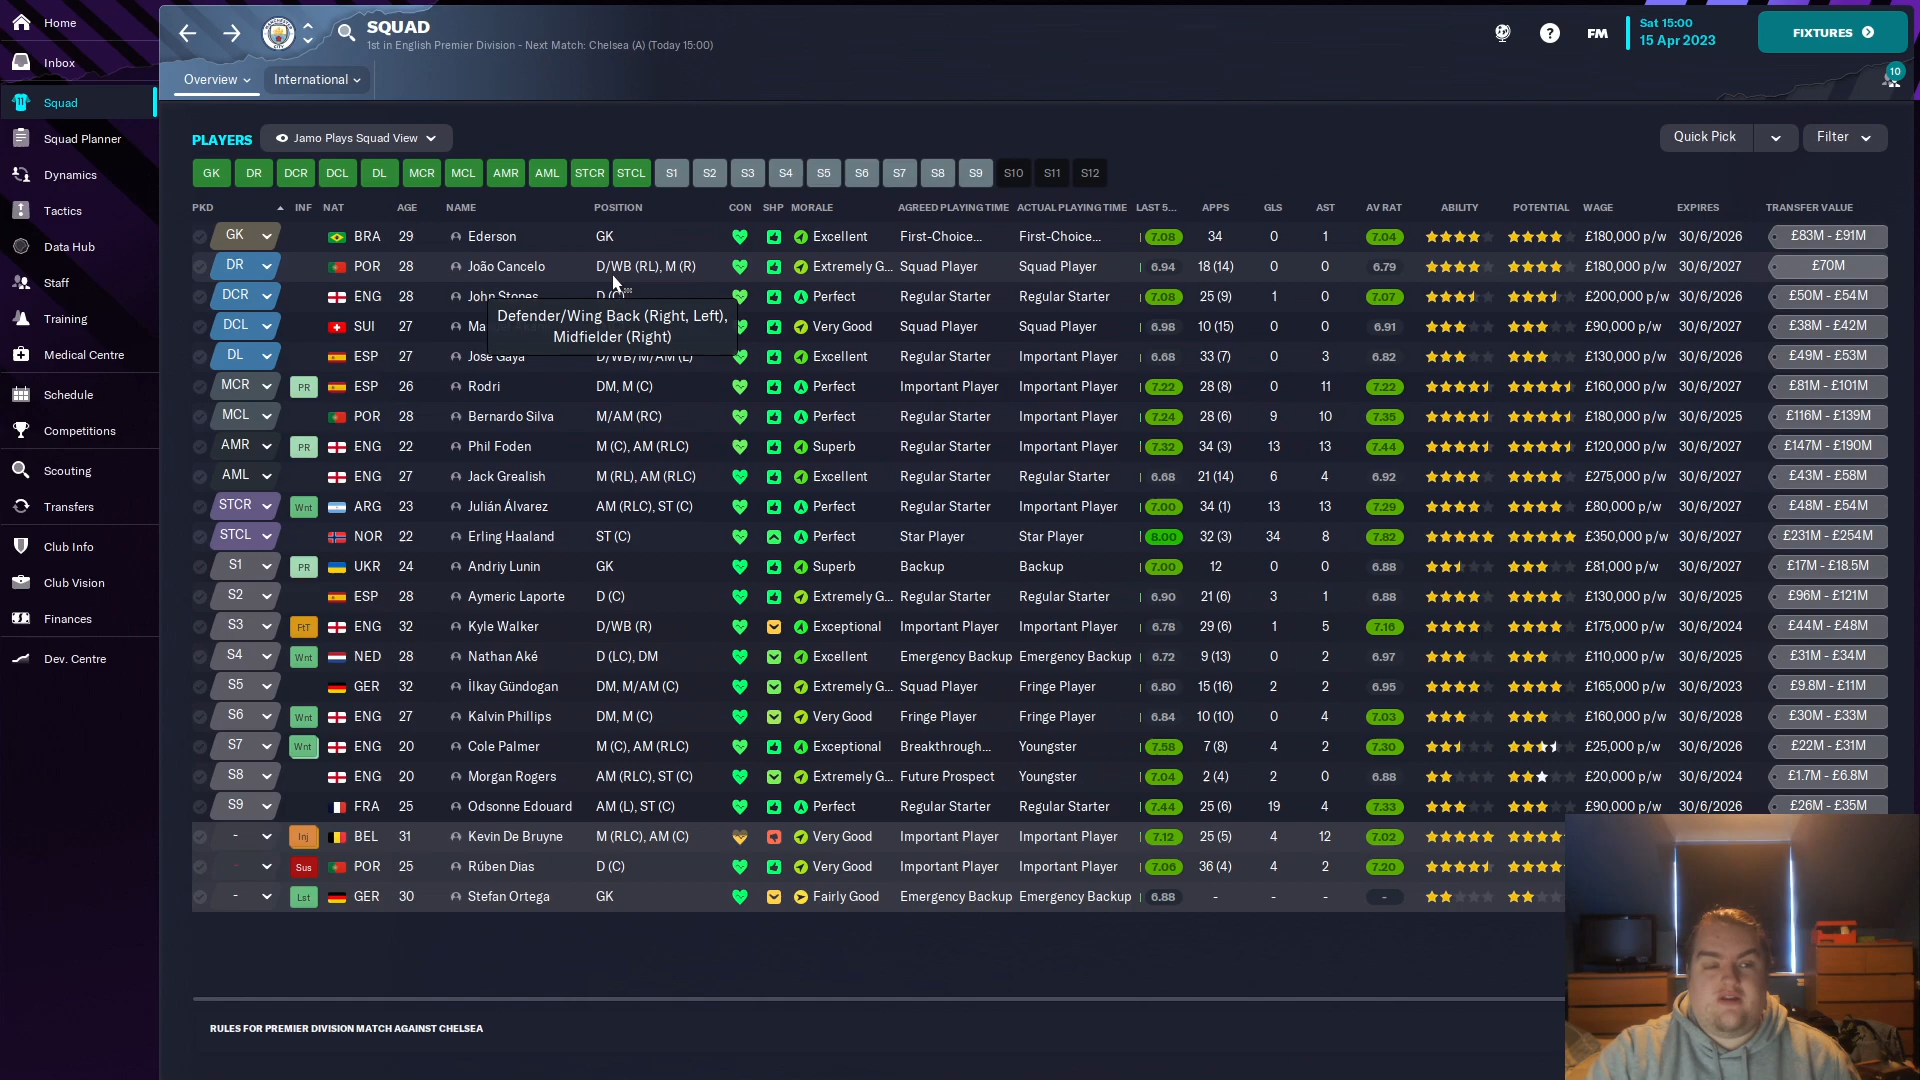 Home
Inbox
Squad
Squad Planner
Dynamics
Tactics
Data Hub
Staff
Training
Medical Centre
Schedule
Competitions
Scouting
Transfers
Club Info
Club Vision
Finances
Dev. Centre
SQUAD
1st in English Premier Division - Next Match: Chelsea (A) (Today 15:00)
FM
Sat 15:00
15 Apr 2023
FIXTURES
Overview International
10
PLAYERS Jamo Plays Squad View Quick Pick Filter
GK DR DCR DCL DL MCR MCL AMR AML STCR STCL S1 S2 S3 S4 S5 S6 S7 S8 S9 S10 S11 S12
PKD INF NAT AGE NAME POSITION CON SHP MORALE LAST 5... AGREED PLAYING TIME ACTUAL PLAYING TIME APPS GLS AST AV RAT ABILITY POTENTIAL WAGE EXPIRES TRANSFER VALUE
GK BRA 29 Ederson GK Excellent First-Choice... First-Choice... 7.08 34 0 1 7.04 £180,000 p/w 30/6/2026 £83M - £91M
DR POR 28 João Cancelo D/WB (RL), M (R) Extremely G... Squad Player Squad Player 6.94 18 (14) 0 0 6.79 £180,000 p/w 30/6/2027 £70M
DCR ENG 28 John Stones D (C) Perfect Regular Starter Regular Starter 7.08 25 (9) 1 0 7.07 £200,000 p/w 30/6/2026 £50M - £54M
DCL SUI 27 Very Good Squad Player Squad Player 6.98 10 (15) 0 0 6.91 £90,000 p/w 30/6/2027 £38M - £42M
Defender/Wing Back (Right, Left),
Midfielder (Right)
DL ESP 27 José Gayà D/WB/M/AM (L) Excellent Regular Starter Important Player 6.68 33 (7) 0 3 6.82 £130,000 p/w 30/6/2026 £49M - £53M
MCR PR ESP 26 Rodri DM, M (C) Perfect Important Player Important Player 7.22 28 (8) 0 11 7.22 £160,000 p/w 30/6/2027 £81M - £101M
MCL POR 28 Bernardo Silva M/AM (RC) Perfect Regular Starter Important Player 7.24 28 (6) 9 10 7.35 £180,000 p/w 30/6/2025 £116M - £139M
AMR PR ENG 22 Phil Foden M (C), AM (RLC) Superb Regular Starter Important Player 7.32 34 (3) 13 13 7.44 £120,000 p/w 30/6/2027 £147M - £190M
AML ENG 27 Jack Grealish M (RL), AM (RLC) Excellent Regular Starter Regular Starter 6.68 21 (14) 6 4 6.92 £275,000 p/w 30/6/2027 £43M - £58M
STCR Wnt ARG 23 Julián Álvarez AM (RLC), ST (C) Perfect Regular Starter Important Player 7.00 34 (1) 13 13 7.29 £80,000 p/w 30/6/2027 £48M - £54M
STCL NOR 22 Erling Haaland ST (C) Perfect Star Player Star Player 8.00 32 (3) 34 8 7.82 £350,000 p/w 30/6/2027 £231M - £254M
S1 PR UKR 24 Andriy Lunin GK Superb Backup Backup 7.00 12 0 0 6.88 £81,000 p/w 30/6/2027 £17M - £18.5M
S2 ESP 28 Aymeric Laporte D (C) Extremely G... Regular Starter Regular Starter 6.90 21 (6) 3 1 6.88 £130,000 p/w 30/6/2025 £96M - £121M
S3 FtT ENG 32 Kyle Walker D/WB (R) Exceptional Important Player Important Player 6.78 29 (6) 1 5 7.16 £175,000 p/w 30/6/2024 £44M - £48M
S4 Wnt NED 28 Nathan Aké D (LC), DM Excellent Emergency Backup Emergency Backup 6.72 9 (13) 0 2 6.97 £110,000 p/w 30/6/2025 £31M - £34M
S5 GER 32 İlkay Gündogan DM, M/AM (C) Extremely G... Squad Player Fringe Player 6.80 15 (16) 2 2 6.95 £165,000 p/w 30/6/2023 £9.8M - £11M
S6 Wnt ENG 27 Kalvin Phillips DM, M (C) Very Good Fringe Player Fringe Player 6.84 10 (10) 0 4 7.03 £160,000 p/w 30/6/2028 £30M - £33M
S7 Wnt ENG 20 Cole Palmer M (C), AM (RLC) Exceptional Breakthrough... Youngster 7.58 7 (8) 4 2 7.30 £25,000 p/w 30/6/2026 £22M - £31M
S8 ENG 20 Morgan Rogers AM (RLC), ST (C) Extremely G... Future Prospect Youngster 7.04 2 (4) 2 0 6.88 £20,000 p/w 30/6/2024 £1.7M - £6.8M
S9 FRA 25 Odsonne Edouard AM (L), ST (C) Perfect Regular Starter Regular Starter 7.44 25 (6) 19 4 7.33 £90,000 p/w 30/6/2026 £26M - £35M
- Inj BEL 31 Kevin De Bruyne M (RLC), AM (C) Very Good Important Player Important Player 7.12 25 (5) 4 12 7.02
- Sus POR 25 Rúben Dias D (C) Very Good Important Player Important Player 7.06 36 (4) 4 2 7.20
- Lst GER 30 Stefan Ortega GK Fairly Good Emergency Backup Emergency Backup 6.88 - - - -
RULES FOR PREMIER DIVISION MATCH AGAINST CHELSEA